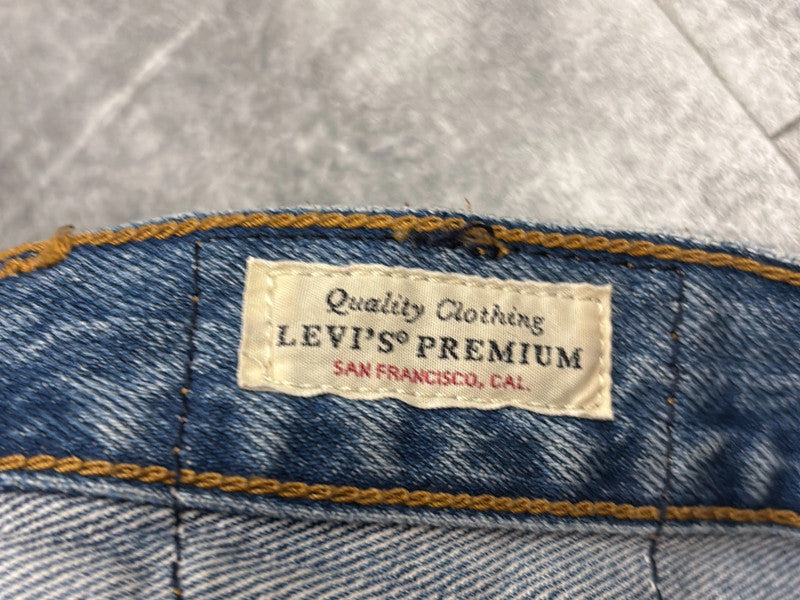 Quality Clothing
LEVI'S® PREMIUM
SAN FRANCISCO, CAL.